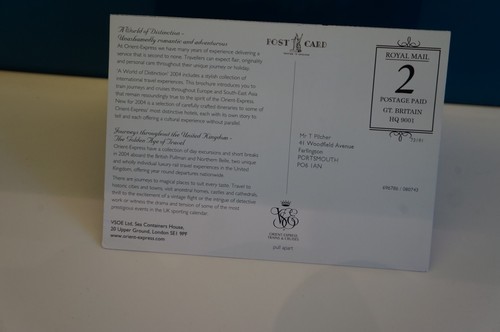 A World of Distinction -
Unashamedly romantic and adventurous
As Orient-Express we have many years of experience delivering a
service that is second to none. Travellers can expect flair, originality
and personal care throughout their unique journey or holiday.
'A World of Distinction' 2004 includes a stylish collection of
international travel experiences. This brochure introduces you to
train journeys and cruises throughout Europe and South-East Asia
that remain resoundingly true to the spirit of the Orient-Express.
New for 2004 is a selection of carefully crafted itineraries to some of
Orient-Express' more distinctive hotels, each with its own story to
tell and each offering a cultural experience without parallel.
Journeys throughout the United Kingdom -
The Golden Age of Travel
Orient-Express have a collection of day excursions and short breaks
in 2004 aboard the British Pullman and Northern Belle, two unique
and wholly individual luxury rail travel experiences in the United
Kingdom, offering year-round departures nationwide.
There are journeys to magical places to suit every taste. Travel to
historic cities and towns, visit ancestral homes, castles and cathedrals,
thrill to the excitement of a vintage flight or the intrigue of detective
work or witness the drama and tension of some of the most
prestigious events in the UK sporting calendar.
VSOE Ltd, Sea Containers House,
20 Upper Ground, London SE1 9PF
www.orient-express.com
POST CARD
ROYAL MAIL
2
POSTAGE PAID
GT. BRITAIN
HQ 9001
Mr T Pilcher
41 Woodfield Avenue
Farlington
PORTSMOUTH
PO6 1AN
ORIENT-EXPRESS
TRAINS & CRUISES
pull apart